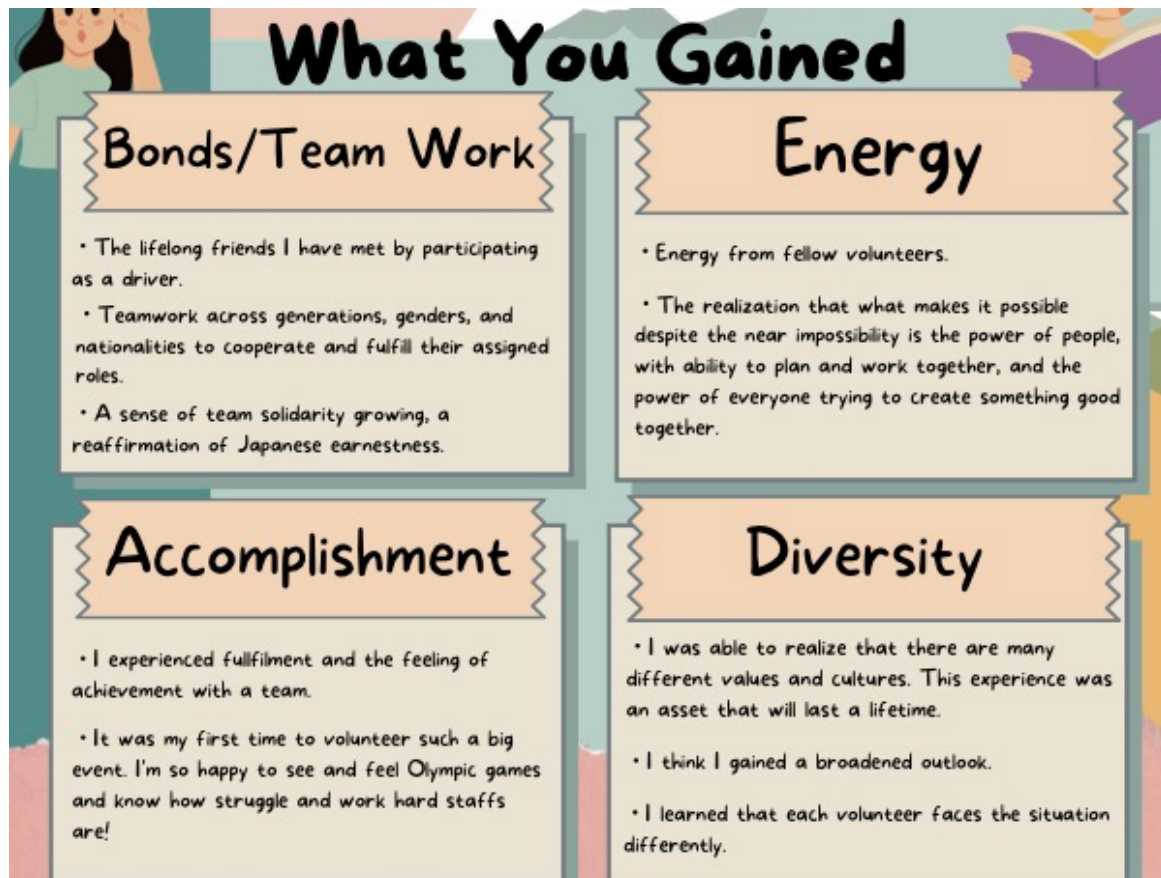 What You Gained
Bonds/Team Work
・The lifelong friends I have met by participating
as a driver.
・Teamwork across generations, genders, and
nationalities to cooperate and fulfill their assigned
roles.
・A sense of team solidarity growing, a
reaffirmation of Japanese earnestness.
Energy
・Energy from fellow volunteers.
・The realization that what makes it possible
despite the near impossibility is the power of people,
with ability to plan and work together, and the
power of everyone trying to create something good
together.
Accomplishment
・I experienced fullfilment and the feeling of
achievement with a team.
・It was my first time to volunteer such a big
event. I'm so happy to see and feel Olympic games
and know how struggle and work hard staffs
are!
Diversity
・I was able to realize that there are many
different values and cultures. This experience was
an asset that will last a lifetime.
・I think I gained a broadened outlook.
・I learned that each volunteer faces the situation
differently.